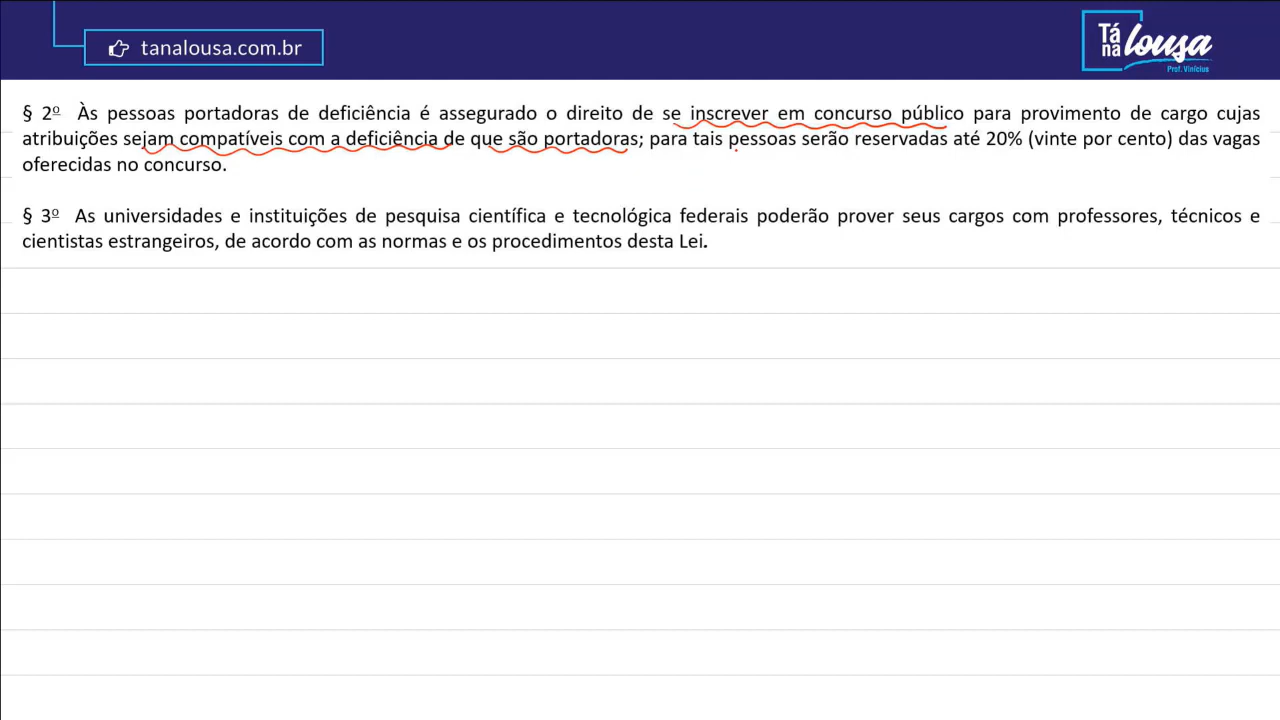 tanalousa.com.br
Tá
na lousa
Prof. Vinícius
§ 2º Às pessoas portadoras de deficiência é assegurado o direito de se inscrever em concurso público para provimento de cargo cujas
atribuições sejam compatíveis com a deficiência de que são portadoras; para tais pessoas serão reservadas até 20% (vinte por cento) das vagas
oferecidas no concurso.
§ 3º As universidades e instituições de pesquisa científica e tecnológica federais poderão prover seus cargos com professores, técnicos e
cientistas estrangeiros, de acordo com as normas e os procedimentos desta Lei.